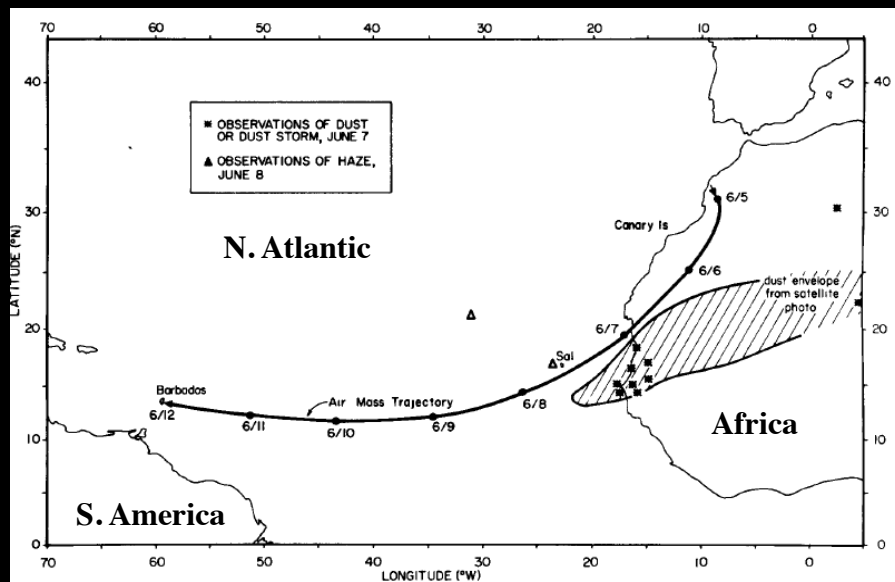 70 60 50 40 30 20 10 0
40 40
✷ OBSERVATIONS OF DUST
OR DUST STORM, JUNE 7
△ OBSERVATIONS OF HAZE,
JUNE 8
30 30
6/5
Canary Is
N. Atlantic
LATITUDE (°N)
6/6
dust envelope
from satellite
photo
20 20
6/7
Sal
Barbados
6/12
Air Mass Trajectory
6/11
6/10
6/9
6/8
10 10
Africa
S. America
0 0
70 60 50 40 30 20 10 0
LONGITUDE (°W)